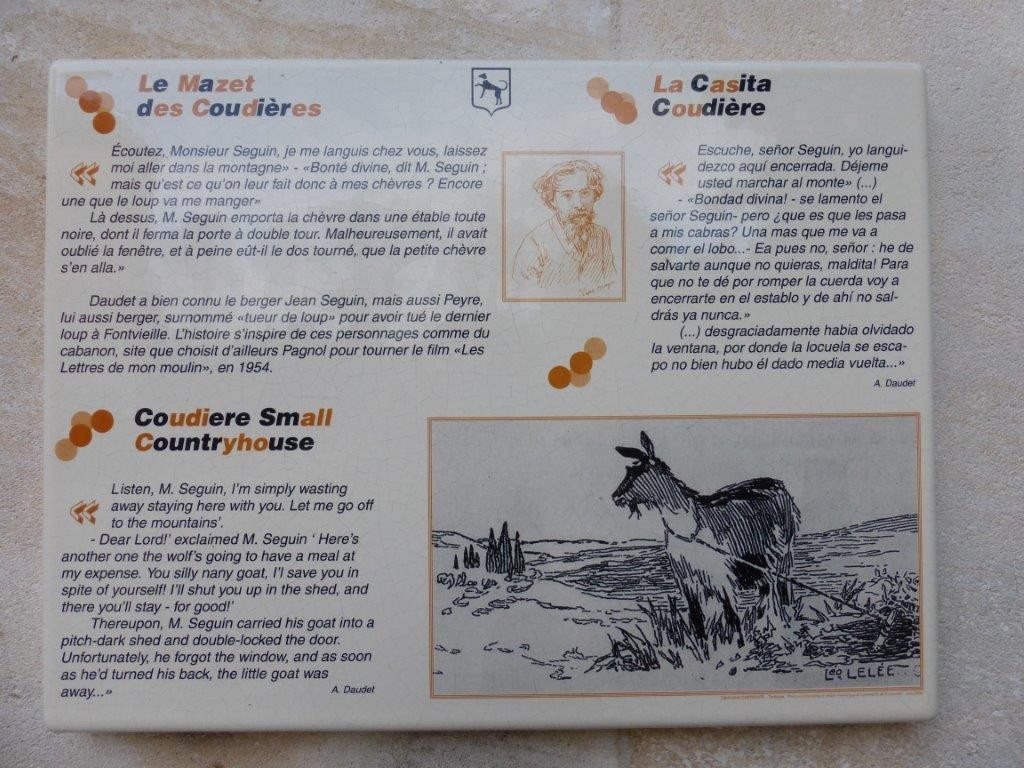 Le Mazet
des Coudières
«
Écoutez, Monsieur Seguin, je me languis chez vous, laissez
moi aller dans la montagne» - «Bonté divine, dit M. Seguin ;
mais qu'est ce qu'on leur fait donc à mes chèvres ? Encore
une que le loup va me manger»
Là dessus, M. Seguin emporta la chèvre dans une étable toute
noire, dont il ferma la porte à double tour. Malheureusement, il avait
oublié la fenêtre, et à peine eût-il le dos tourné, que la petite chèvre
s'en alla.»
Daudet a bien connu le berger Jean Seguin, mais aussi Peyre,
lui aussi berger, surnommé «tueur de loup» pour avoir tué le dernier
loup à Fontvieille. L'histoire s'inspire de ces personnages comme du
cabanon, site que choisit d'ailleurs Pagnol pour tourner le film «Les
Lettres de mon moulin», en 1954.
La Casita
Coudière
«
Escuche, señor Seguin, yo langui-
dezco aquí encerrada. Déjeme
usted marchar al monte» (...)
- «Bondad divina! - se lamento el
señor Seguin- pero ¿que es que les pasa
a mis cabras? Una mas que me va a
comer el lobo...- Ea pues no, señor : he de
salvarte aunque no quieras, maldita! Para
que no te dé por romper la cuerda voy a
encerrarte en el establo y de ahí no sal-
drás ya nunca.»
(...) desgraciadamente habia olvidado
la ventana, por donde la locuela se esca-
po no bien hubo él dado media vuelta...»
A. Daudet
Coudiere Small
Countryhouse
«
Listen, M. Seguin, I'm simply wasting
away staying here with you. Let me go off
to the mountains'.
- Dear Lord!' exclaimed M. Seguin ' Here's
another one the wolf's going to have a meal at
my expense. You silly nany goat, I'l save you in
spite of yourself! I'll shut you up in the shed, and
there you'll stay - for good!'
Thereupon, M. Seguin carried his goat into a
pitch-dark shed and double-locked the door.
Unfortunately, he forgot the window, and as soon
as he'd turned his back, the little goat was
away...»
A. Daudet
Léo LELÉE